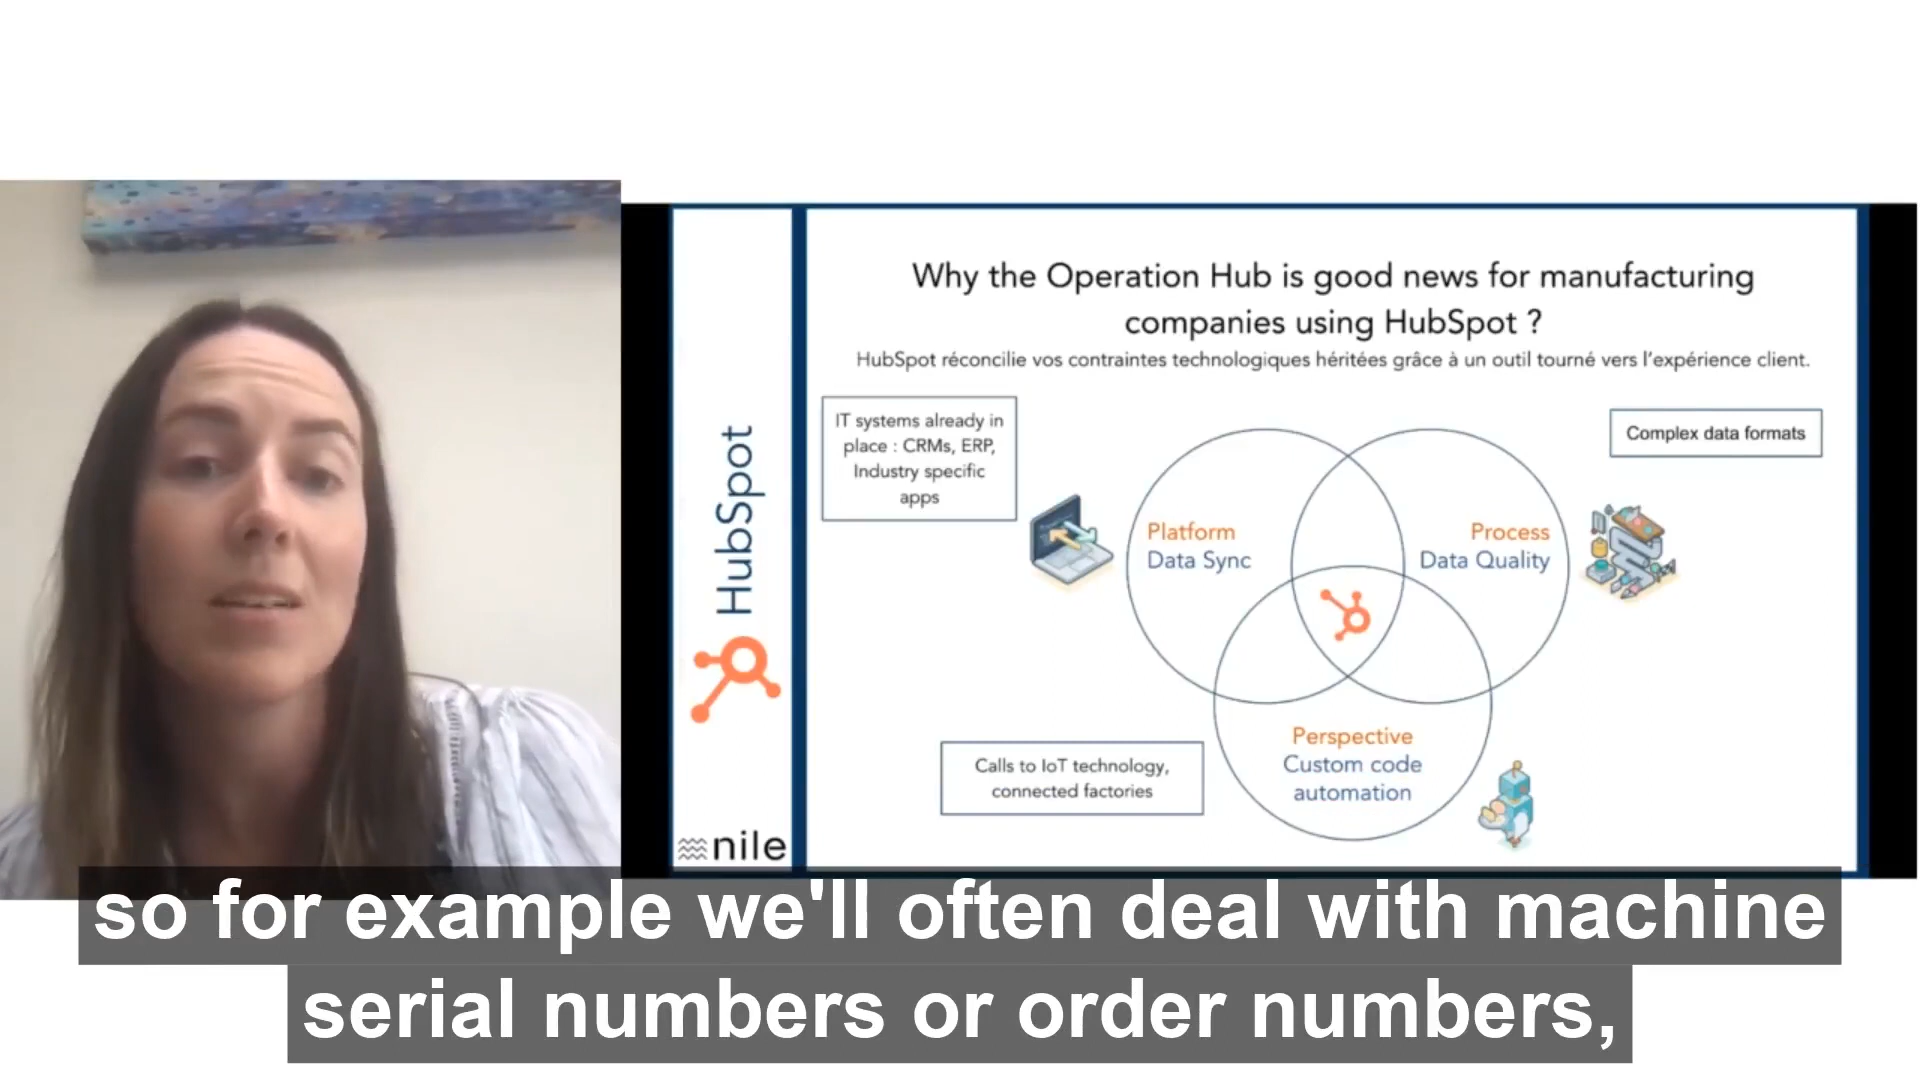 Why the Operation Hub is good news for manufacturing
companies using HubSpot ?
HubSpot réconcilie vos contraintes technologiques héritées grâce à un outil tourné vers l'expérience client.
IT systems already in
place : CRMs, ERP,
Industry specific
apps
Complex data formats
Platform
Data Sync
Process
Data Quality
Perspective
Custom code
automation
Calls to IoT technology,
connected factories
HubSpot
nile
so for example we'll often deal with machine
serial numbers or order numbers,